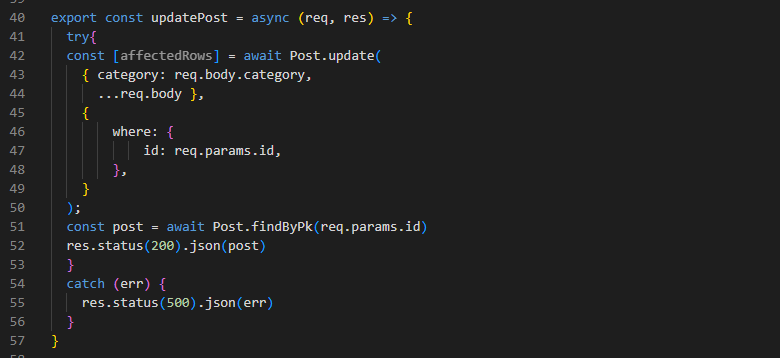 40 export const updatePost = async (req, res) => {
41 try{
42 const [affectedRows] = await Post.update(
43 { category: req.body.category,
44 ...req.body },
45 {
46 where: {
47 id: req.params.id,
48 },
49 }
50 );
51 const post = await Post.findByPk(req.params.id)
52 res.status(200).json(post)
53 }
54 catch (err) {
55 res.status(500).json(err)
56 }
57 }